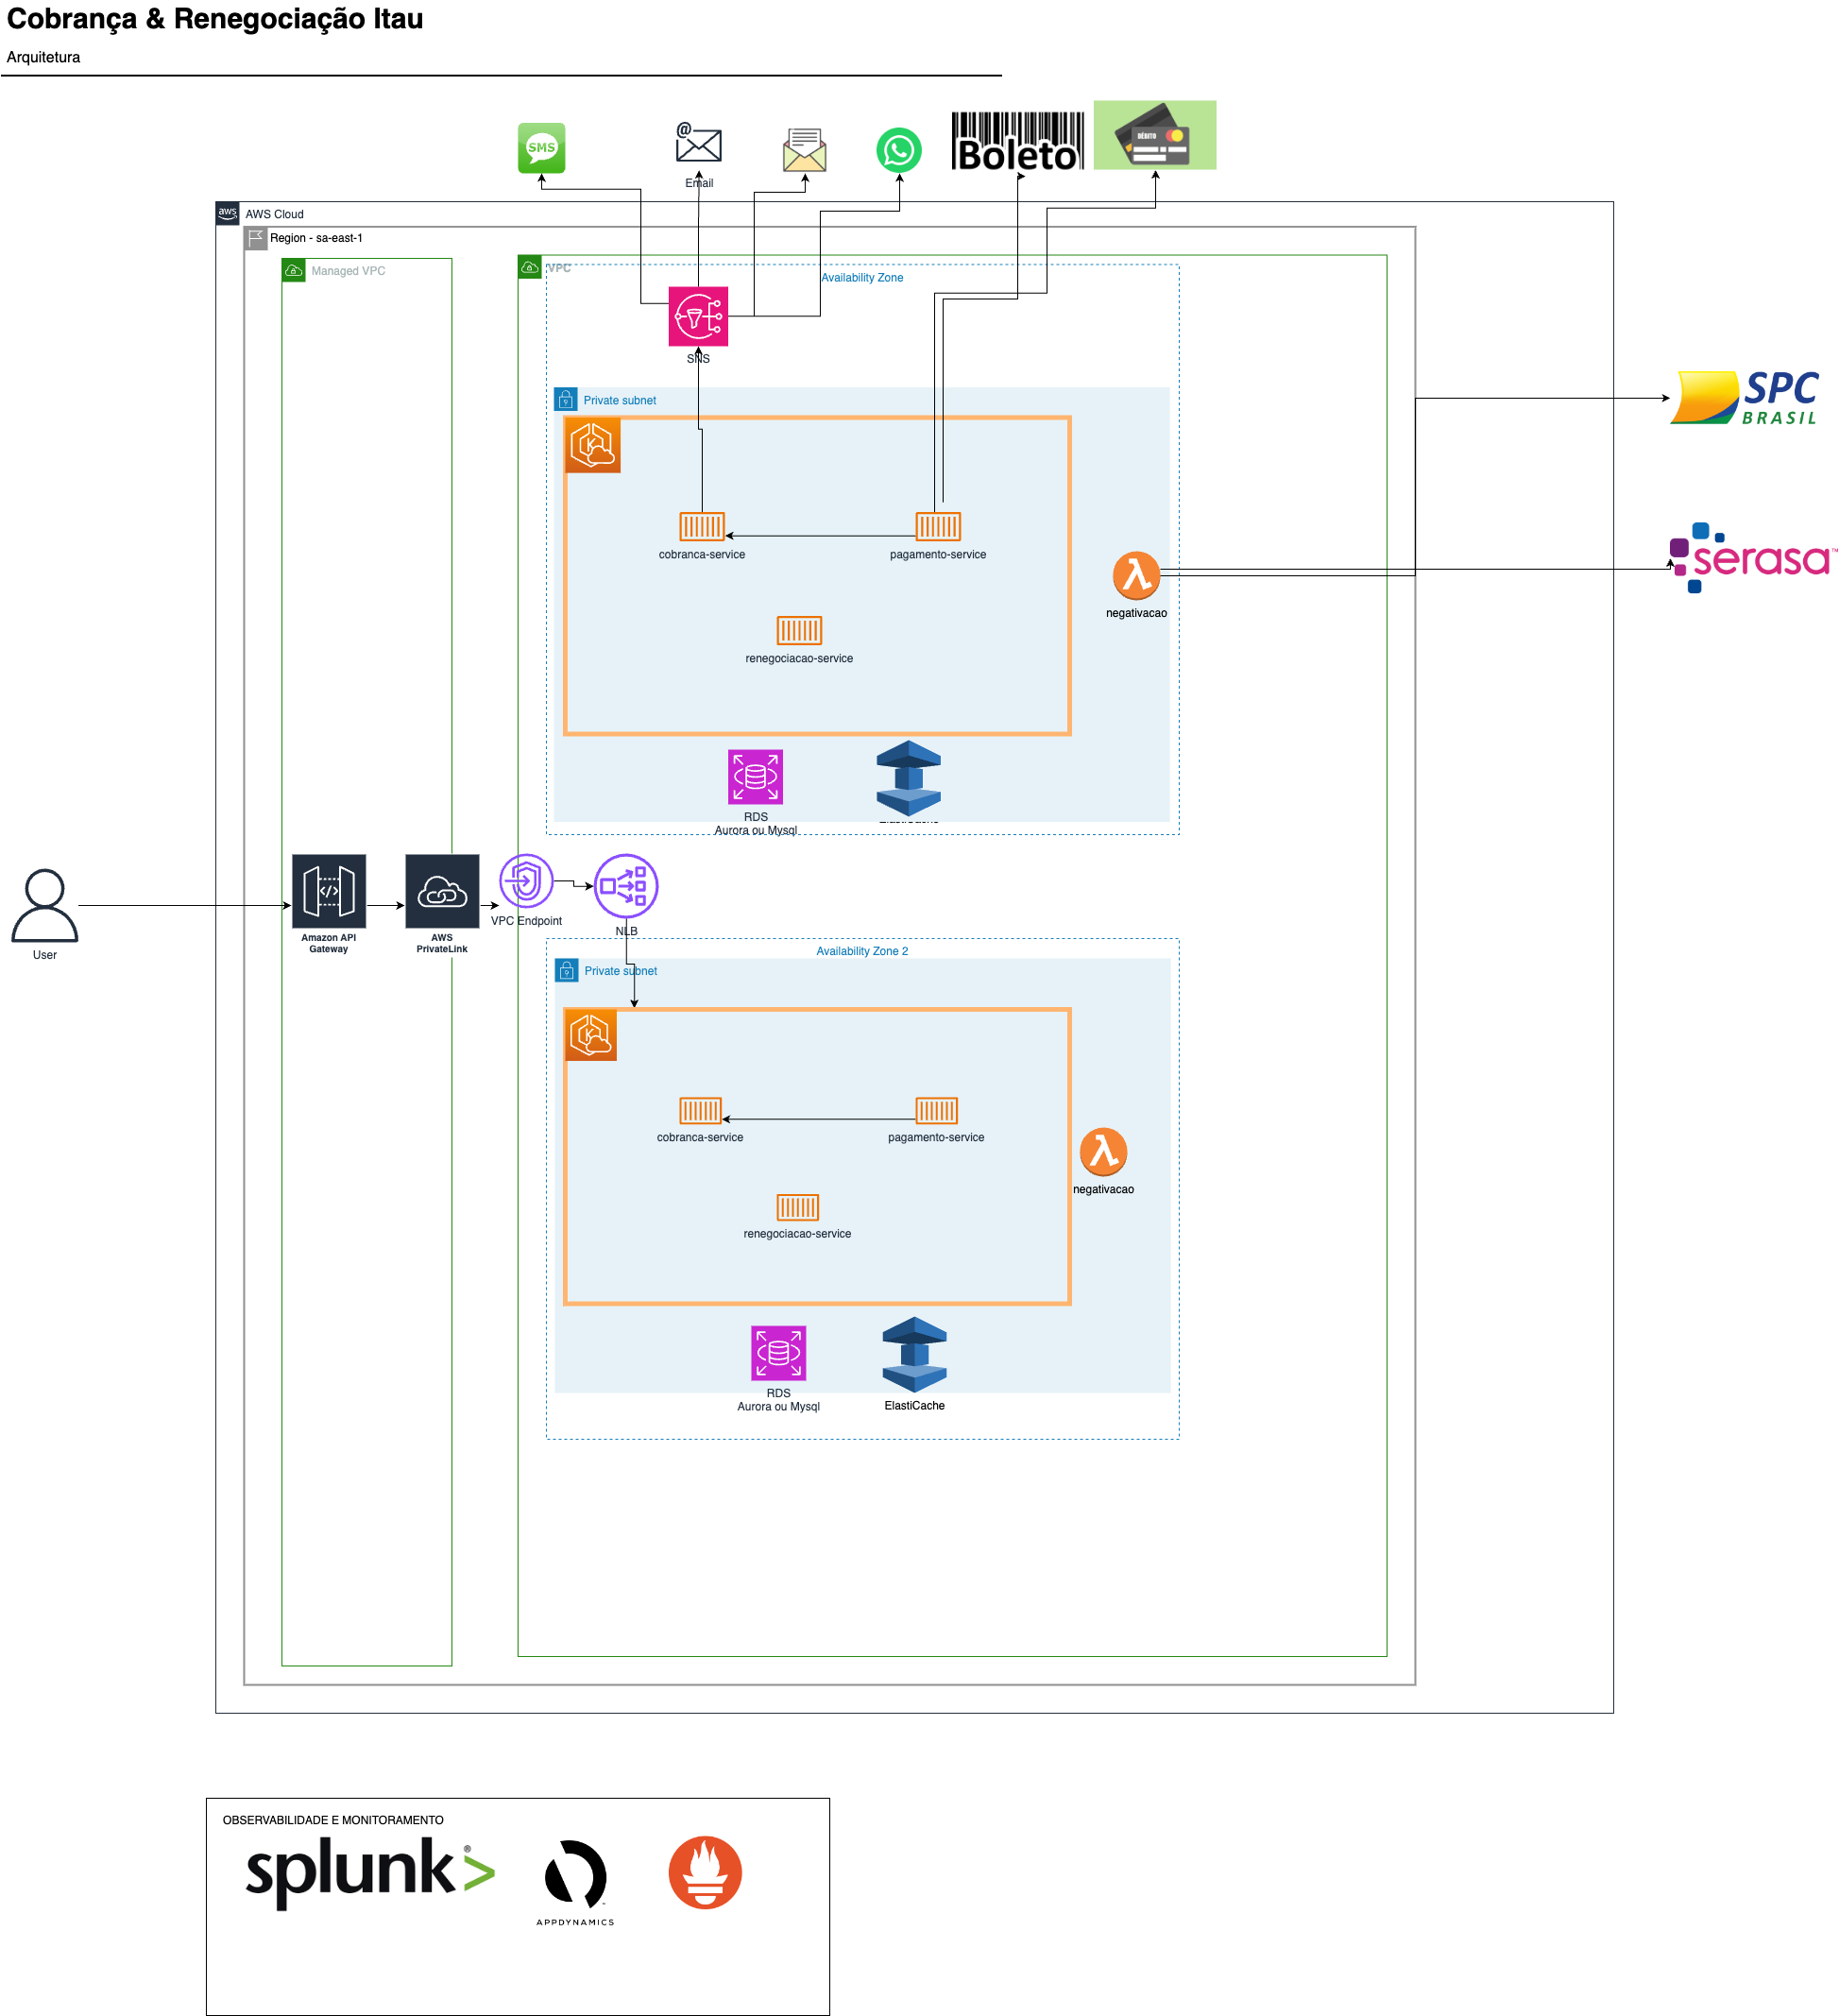 Cobrança & Renegociação Itau
Arquitetura
SMS
@
Email
Boleto
DÉBITO
aws
AWS Cloud
Region - sa-east-1
Managed VPC
VPC
Availability Zone
SNS
Private subnet
K
cobranca-service
pagamento-service
renegociacao-service
negativacao
SPC
BRASIL
serasa™
RDS
Aurora ou Mysql
ElastiCache
User
Amazon API
Gateway
AWS
PrivateLink
VPC Endpoint
NLB
Availability Zone 2
Private subnet
K
cobranca-service
pagamento-service
renegociacao-service
negativacao
RDS
Aurora ou Mysql
ElastiCache
OBSERVABILIDADE E MONITORAMENTO
splunk>®
APPDYNAMICS